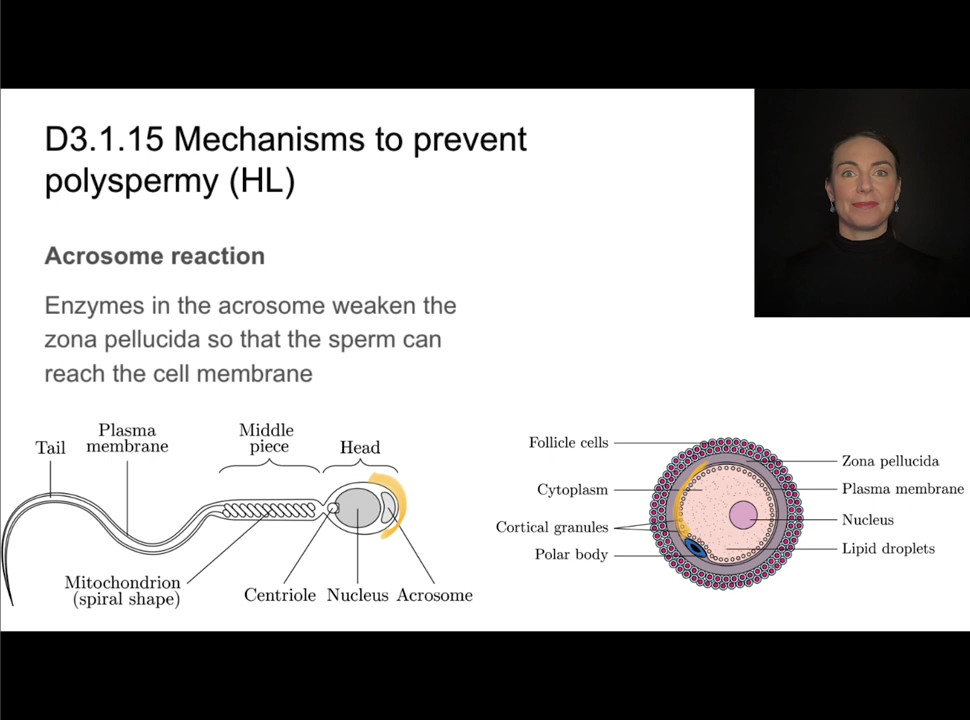 D3.1.15 Mechanisms to prevent
polyspermy (HL)
Acrosome reaction
Enzymes in the acrosome weaken the
zona pellucida so that the sperm can
reach the cell membrane
Tail
Plasma
membrane
Middle
piece
Head
Mitochondrion
(spiral shape)
Centriole
Nucleus
Acrosome
Follicle cells
Cytoplasm
Cortical granules
Polar body
Zona pellucida
Plasma membrane
Nucleus
Lipid droplets